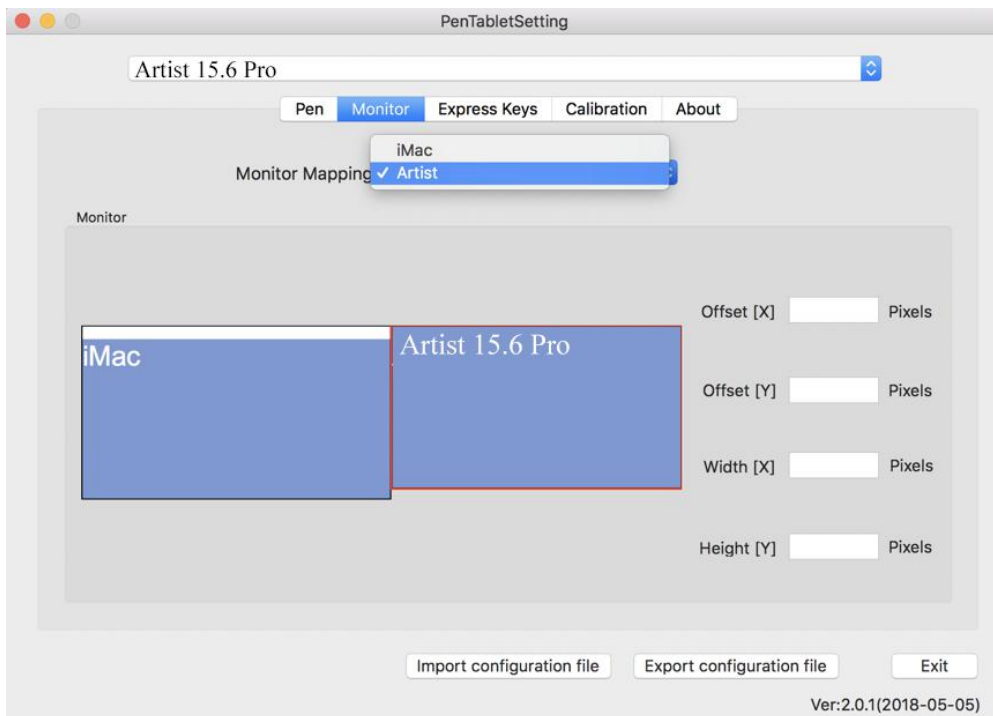 PenTabletSetting
Artist 15.6 Pro
Pen Monitor Express Keys Calibration About
iMac
Monitor Mapping ✓ Artist
Monitor
Offset [X] Pixels
iMac
Artist 15.6 Pro
Offset [Y] Pixels
Width [X] Pixels
Height [Y] Pixels
Import configuration file Export configuration file Exit
Ver:2.0.1(2018-05-05)